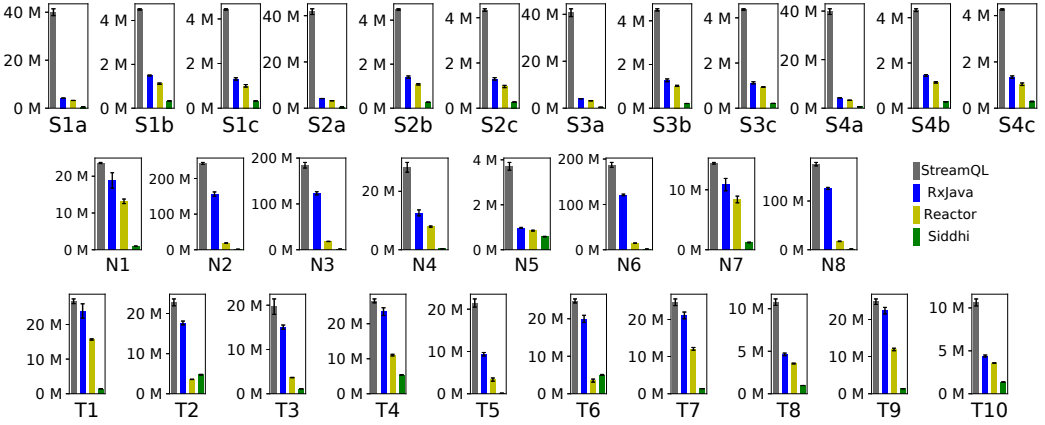 40 M 20 M 0 M S1a
4 M 2 M 0 M S1b
4 M 2 M 0 M S1c
40 M 20 M 0 M S2a
4 M 2 M 0 M S2b
4 M 2 M 0 M S2c
40 M 20 M 0 M S3a
4 M 2 M 0 M S3b
4 M 2 M 0 M S3c
40 M 20 M 0 M S4a
4 M 2 M 0 M S4b
4 M 2 M 0 M S4c
20 M 10 M 0 M N1
200 M 100 M 0 M N2
200 M 100 M 0 M N3
20 M 0 M N4
4 M 2 M 0 M N5
200 M 100 M 0 M N6
10 M 0 M N7
100 M 0 M N8
StreamQL
RxJava
Reactor
Siddhi
20 M 10 M 0 M T1
20 M 10 M 0 M T2
20 M 10 M 0 M T3
20 M 10 M 0 M T4
20 M 10 M 0 M T5
20 M 10 M 0 M T6
20 M 10 M 0 M T7
10 M 5 M 0 M T8
20 M 10 M 0 M T9
10 M 5 M 0 M T10